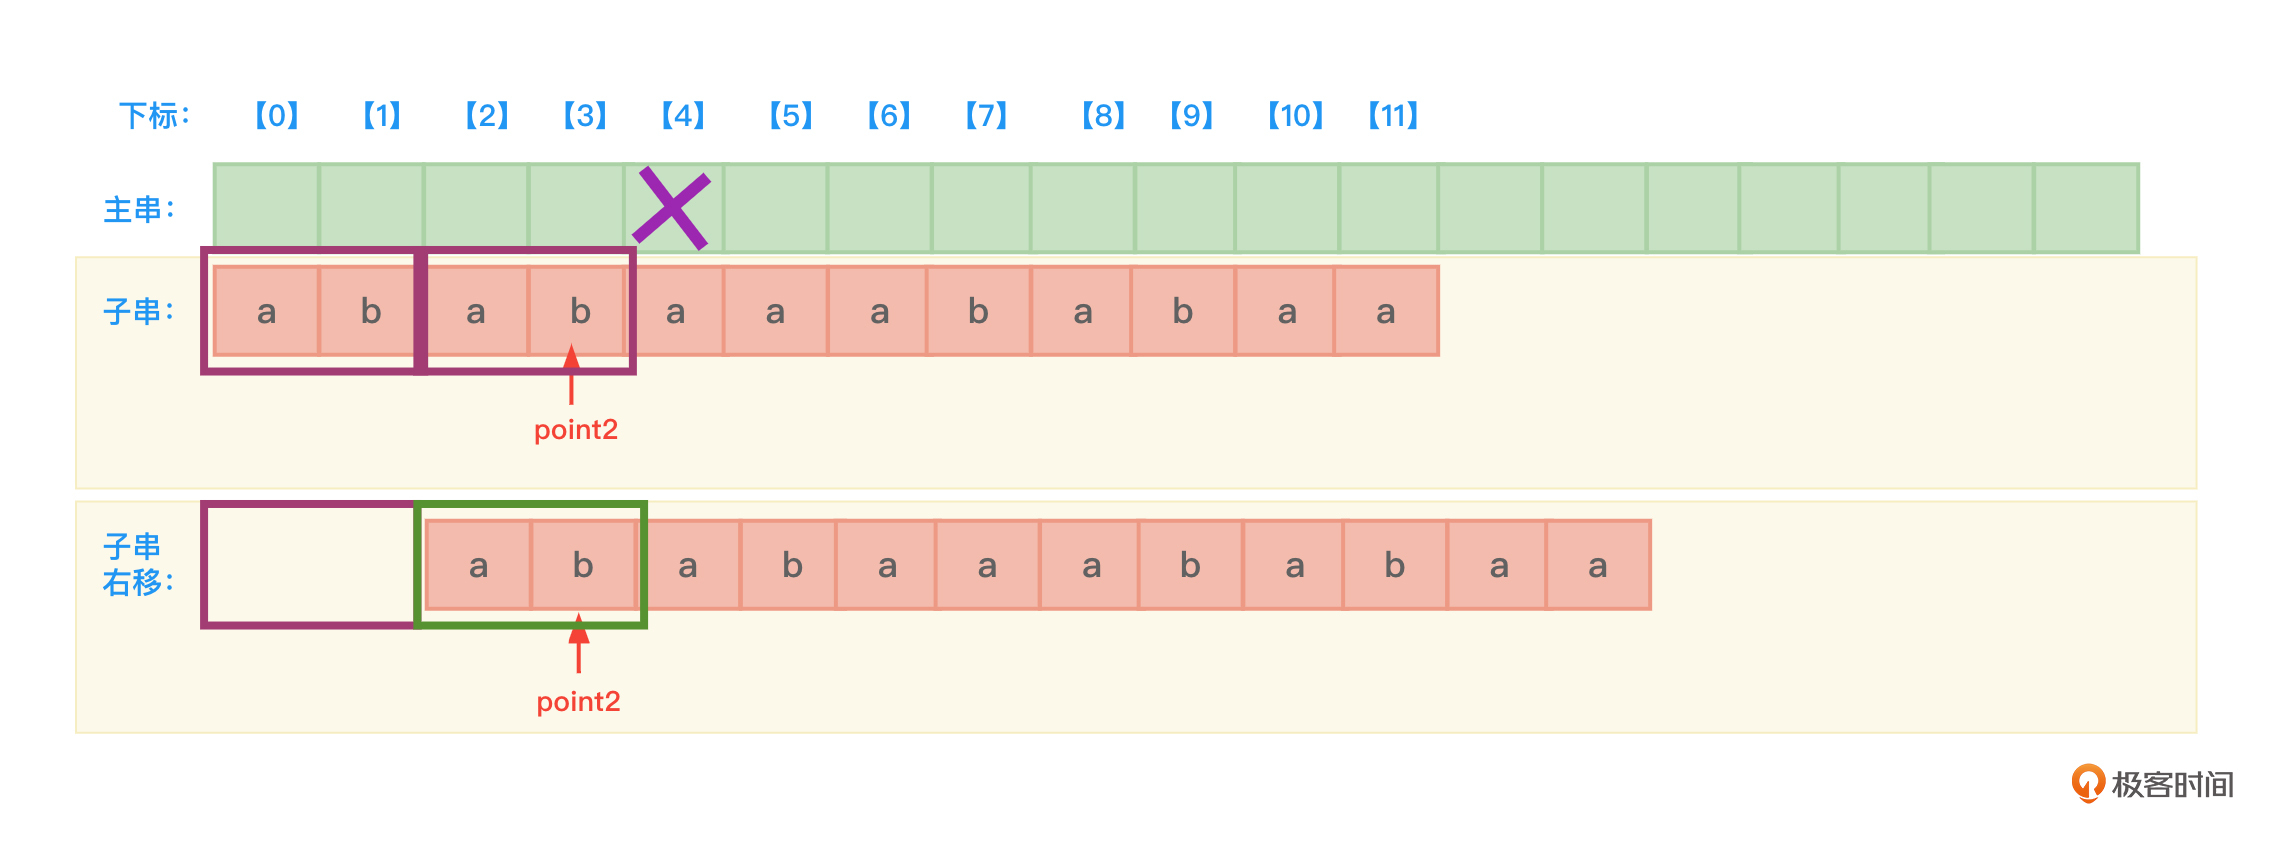 下标： 【0】 【1】 【2】 【3】 【4】 【5】 【6】 【7】 【8】 【9】 【10】 【11】
主串：
子串： a b a b a a a b a b a a
point2
子串
右移： a b a b a a a b a b a a
point2
极客时间